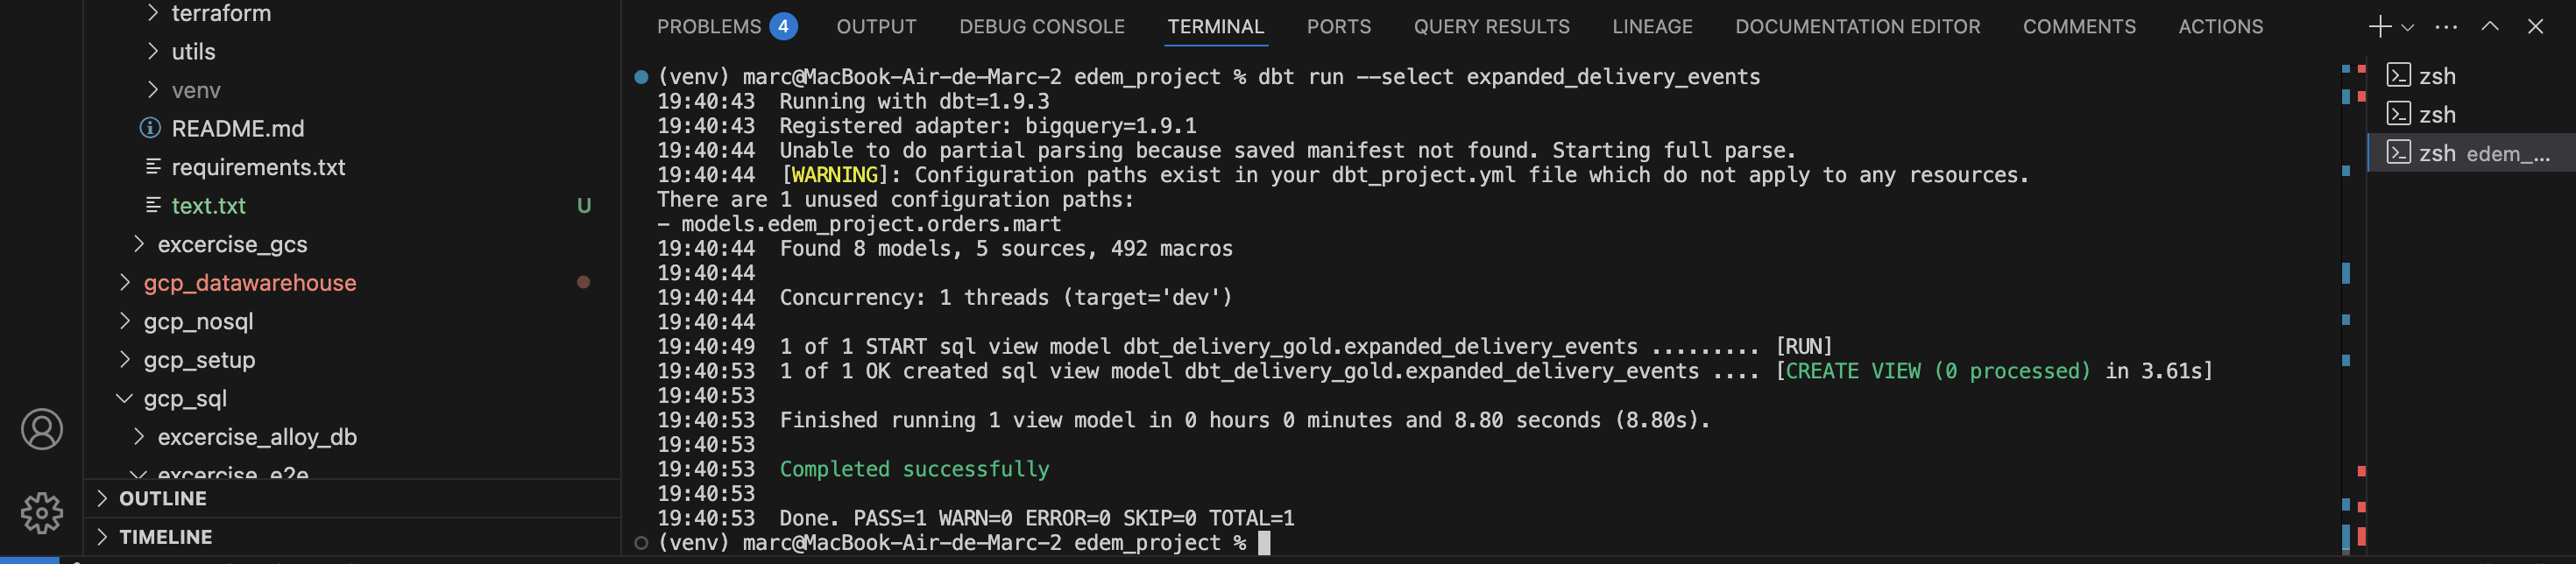 terraform
utils
venv
README.md
requirements.txt
text.txt U
excercise_gcs
gcp_datawarehouse
gcp_nosql
gcp_setup
gcp_sql
excercise_alloy_db
excercise_e2e
OUTLINE
TIMELINE
PROBLEMS 4 OUTPUT DEBUG CONSOLE TERMINAL PORTS QUERY RESULTS LINEAGE DOCUMENTATION EDITOR COMMENTS ACTIONS
(venv) marc@MacBook-Air-de-Marc-2 edem_project % dbt run --select expanded_delivery_events
19:40:43  Running with dbt=1.9.3
19:40:43  Registered adapter: bigquery=1.9.1
19:40:44  Unable to do partial parsing because saved manifest not found. Starting full parse.
19:40:44  [WARNING]: Configuration paths exist in your dbt_project.yml file which do not apply to any resources.
There are 1 unused configuration paths:
- models.edem_project.orders.mart
19:40:44  Found 8 models, 5 sources, 492 macros
19:40:44
19:40:44  Concurrency: 1 threads (target='dev')
19:40:44
19:40:49  1 of 1 START sql view model dbt_delivery_gold.expanded_delivery_events ......... [RUN]
19:40:53  1 of 1 OK created sql view model dbt_delivery_gold.expanded_delivery_events .... [CREATE VIEW (0 processed) in 3.61s]
19:40:53
19:40:53  Finished running 1 view model in 0 hours 0 minutes and 8.80 seconds (8.80s).
19:40:53
19:40:53  Completed successfully
19:40:53
19:40:53  Done. PASS=1 WARN=0 ERROR=0 SKIP=0 TOTAL=1
(venv) marc@MacBook-Air-de-Marc-2 edem_project %
zsh
zsh
zsh edem_...